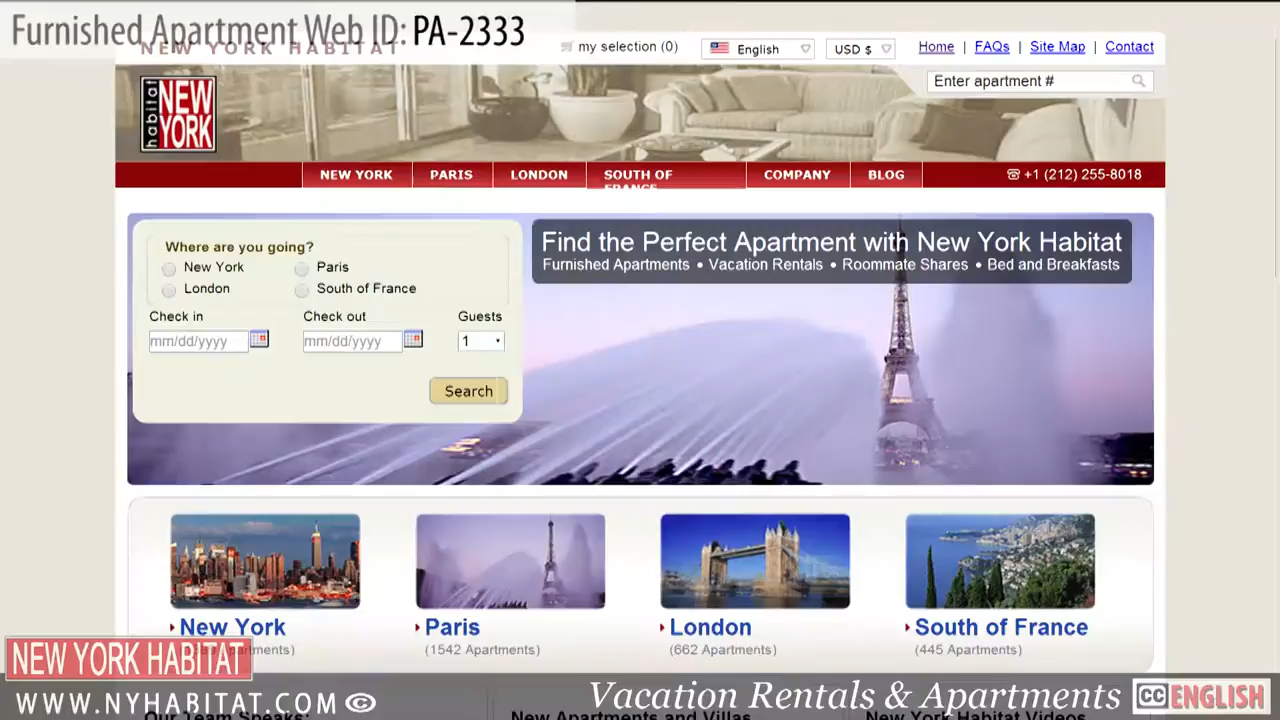 Furnished Apartment Web ID: PA-2333
NEW YORK HABITAT
my selection (0)
English
USD $
Home | FAQs | Site Map | Contact
habitat NEW YORK
Enter apartment #
NEW YORK
PARIS
LONDON
SOUTH OF FRANCE
COMPANY
BLOG
+1 (212) 255-8018
Where are you going?
New York
Paris
London
South of France
Check in
Check out
Guests
mm/dd/yyyy
mm/dd/yyyy
1
Search
Find the Perfect Apartment with New York Habitat
Furnished Apartments • Vacation Rentals • Roommate Shares • Bed and Breakfasts
New York
Paris
London
South of France
(1542 Apartments)
(662 Apartments)
(445 Apartments)
NEW YORK HABITAT
WWW.NYHABITAT.COM ©
Vacation Rentals & Apartments
CC ENGLISH
Our Team Speaks:
New Apartments and Villas
New York Habitat Videos